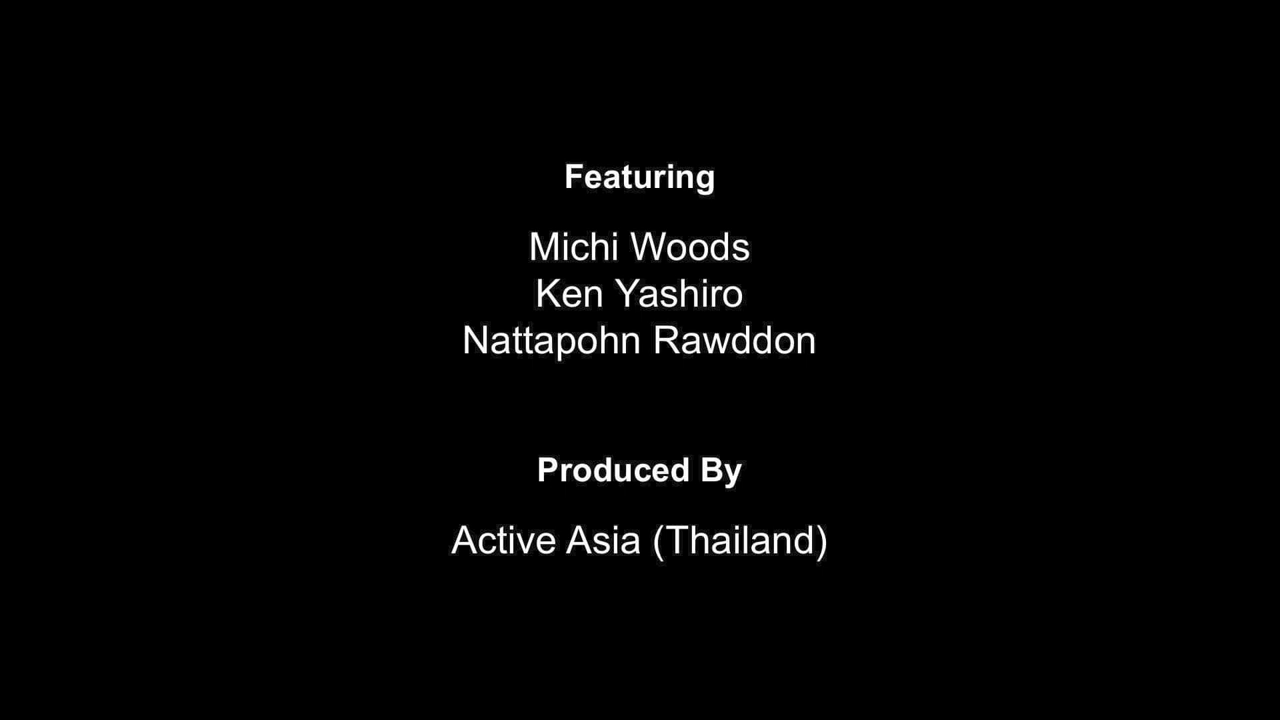 Featuring
Michi Woods
Ken Yashiro
Nattapohn Rawddon
Produced By
Active Asia (Thailand)